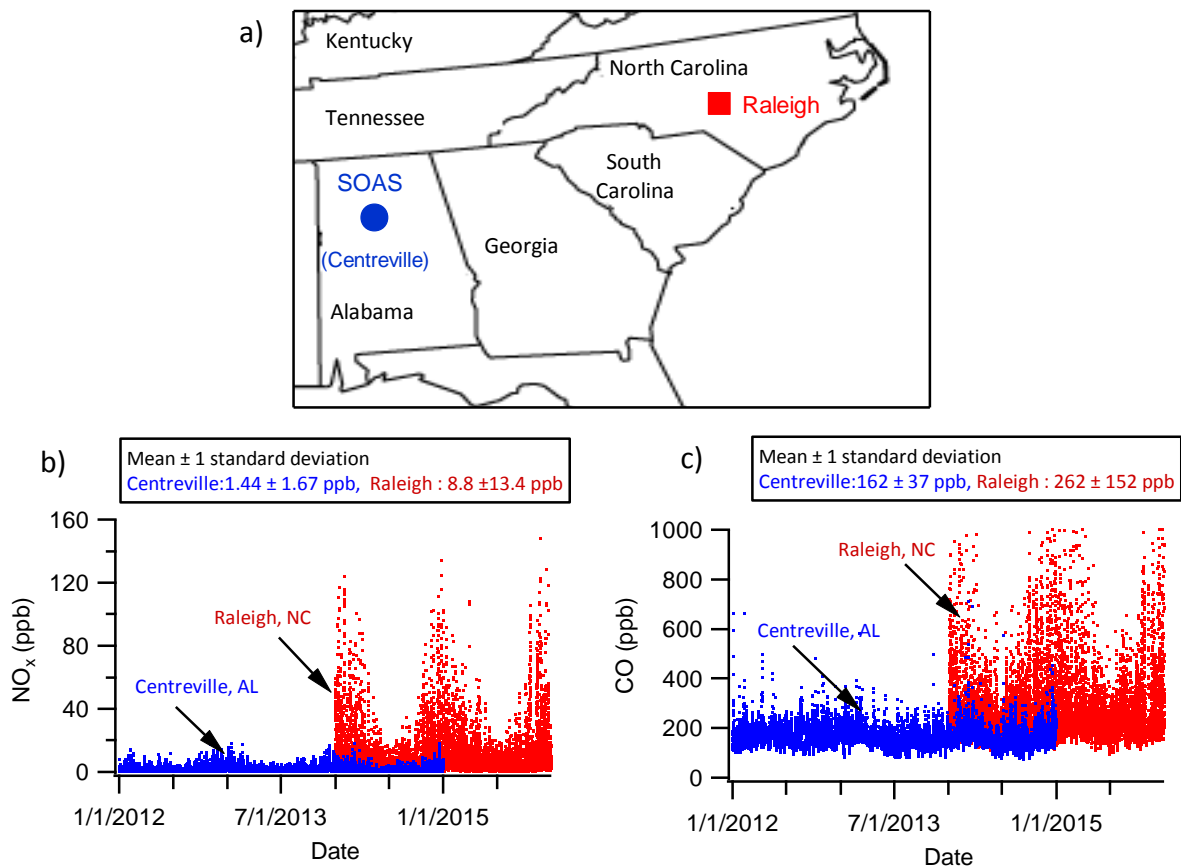 a)
Kentucky
North Carolina
Raleigh
Tennessee
South
Carolina
SOAS
(Centreville)
Georgia
Alabama
b)
Mean ± 1 standard deviation
Centreville:1.44 ± 1.67 ppb, Raleigh : 8.8 ±13.4 ppb
160
120
80
40
0
NOx (ppb)
Raleigh, NC
Centreville, AL
1/1/2012
7/1/2013
1/1/2015
Date
c)
Mean ± 1 standard deviation
Centreville:162 ± 37 ppb, Raleigh : 262 ± 152 ppb
1000
800
600
400
200
0
CO (ppb)
Raleigh, NC
Centreville, AL
1/1/2012
7/1/2013
1/1/2015
Date